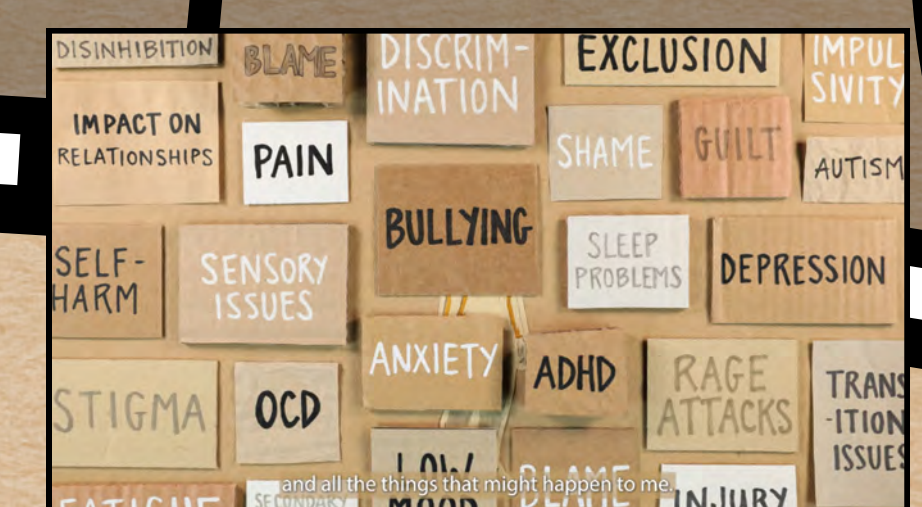 DISINHIBITION
BLAME
DISCRIM-
INATION
EXCLUSION
IMPUL
SIVITY
IMPACT ON
RELATIONSHIPS
PAIN
SHAME
GUILT
AUTISM
BULLYING
SELF-
HARM
SENSORY
ISSUES
SLEEP
PROBLEMS
DEPRESSION
ANXIETY
ADHD
RAGE
ATTACKS
TRANS
-ITION
ISSUES
STIGMA
OCD
LOW
MOOD
BLAME
FATIGUE
SECONDARY
INJURY
and all the things that might happen to me.